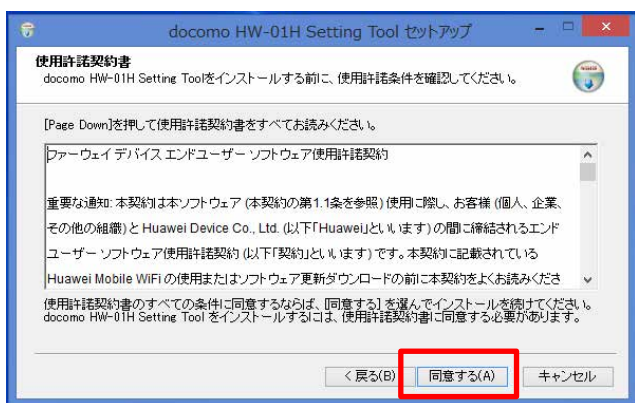 docomo HW-01H Setting Tool セットアップ
使用許諾契約書
docomo HW-01H Setting Toolをインストールする前に、使用許諾条件を確認してください。
[Page Down]を押して使用許諾契約書をすべてお読みください。
ファーウェイ デバイス エンドユーザー ソフトウェア使用許諾契約
重要な通知: 本契約は本ソフトウェア (本契約の第1.1条を参照) 使用に際し、お客様 (個人、企業、
その他の組織) と Huawei Device Co., Ltd. (以下「Huawei」といいます) の間に締結されるエンド
ユーザー ソフトウェア使用許諾契約 (以下「契約」といいます) です。本契約に記載されている
Huawei Mobile WiFi の使用またはソフトウェア更新ダウンロードの前に本契約をよくお読みくださ
使用許諾契約書のすべての条件に同意するならば、[同意する] を選んでインストールを続けてください。
docomo HW-01H Setting Tool をインストールするには、使用許諾契約書に同意する必要があります。
< 戻る(B) 同意する(A) キャンセル